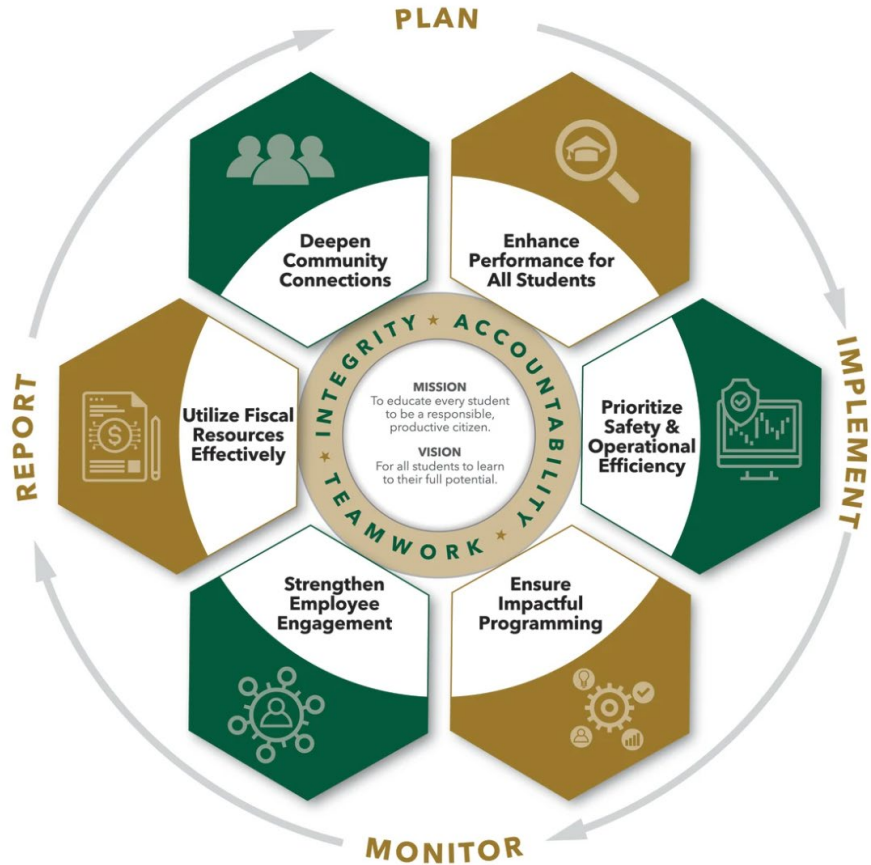 PLAN
Deepen
Community
Connections
Enhance
Performance for
All Students
IMPLEMENT
Prioritize
Safety &
Operational
Efficiency
Ensure
Impactful
Programming
MONITOR
Strengthen
Employee
Engagement
REPORT
Utilize Fiscal
Resources
Effectively
$
INTEGRITY ★ ACCOUNTABILITY ★ TEAMWORK ★
MISSION
To educate every student
to be a responsible,
productive citizen.
VISION
For all students to learn
to their full potential.